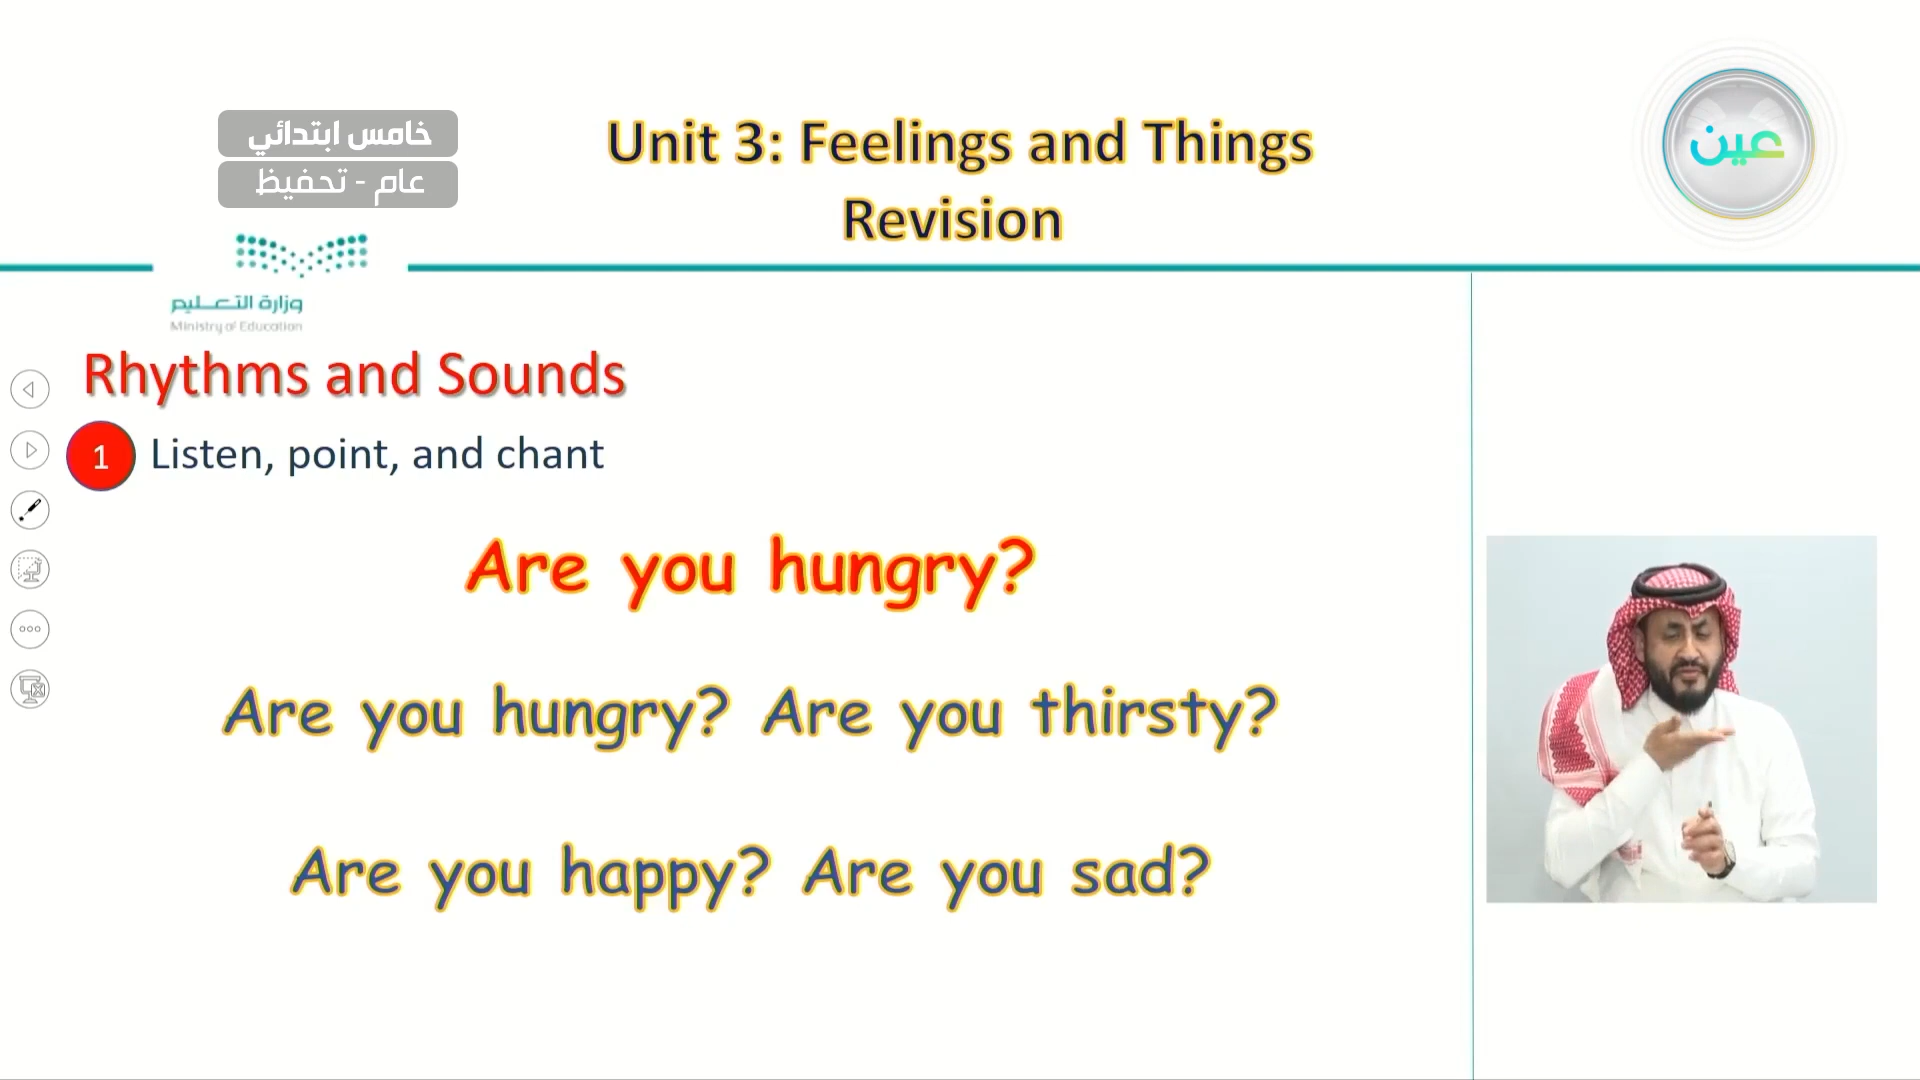 خامس ابتدائي
عام - تحفيظ
Unit 3: Feelings and Things
Revision
عين
وزارة التعـليم
Ministry of Education
Rhythms and Sounds
1 Listen, point, and chant
Are you hungry?
Are you hungry? Are you thirsty?
Are you happy? Are you sad?